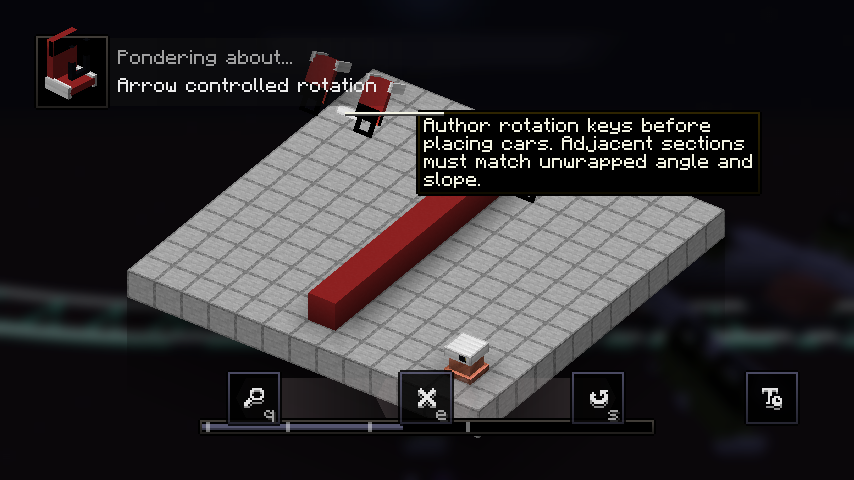 Pondering about...
Arrow controlled rotation
Author rotation keys before
placing cars. Adjacent sections
must match unwrapped angle and
slope.
q
e
s
T